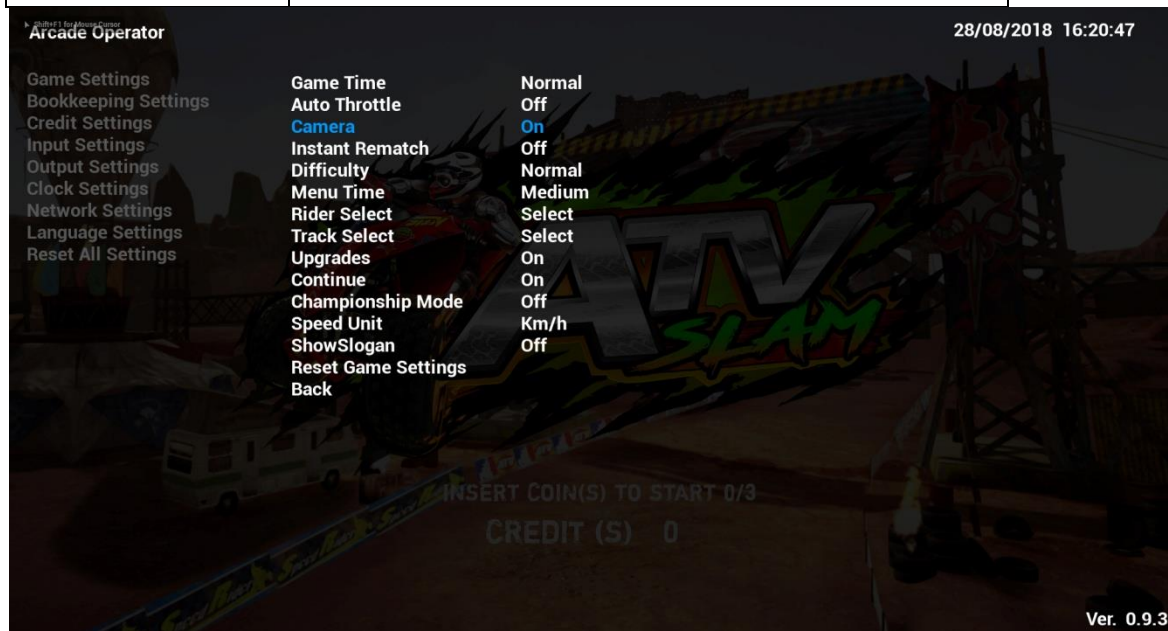 Shift+F1 for Mouse Cursor
Arcade Operator
28/08/2018 16:20:47
Game Settings
Bookkeeping Settings
Credit Settings
Input Settings
Output Settings
Clock Settings
Network Settings
Language Settings
Reset All Settings
Game Time Normal
Auto Throttle Off
Camera On
Instant Rematch Off
Difficulty Normal
Menu Time Medium
Rider Select Select
Track Select Select
Upgrades On
Continue On
Championship Mode Off
Speed Unit Km/h
ShowSlogan Off
Reset Game Settings
Back
ATV
SLAM
INSERT COIN(S) TO START 0/3
CREDIT (S) 0
Ver. 0.9.3